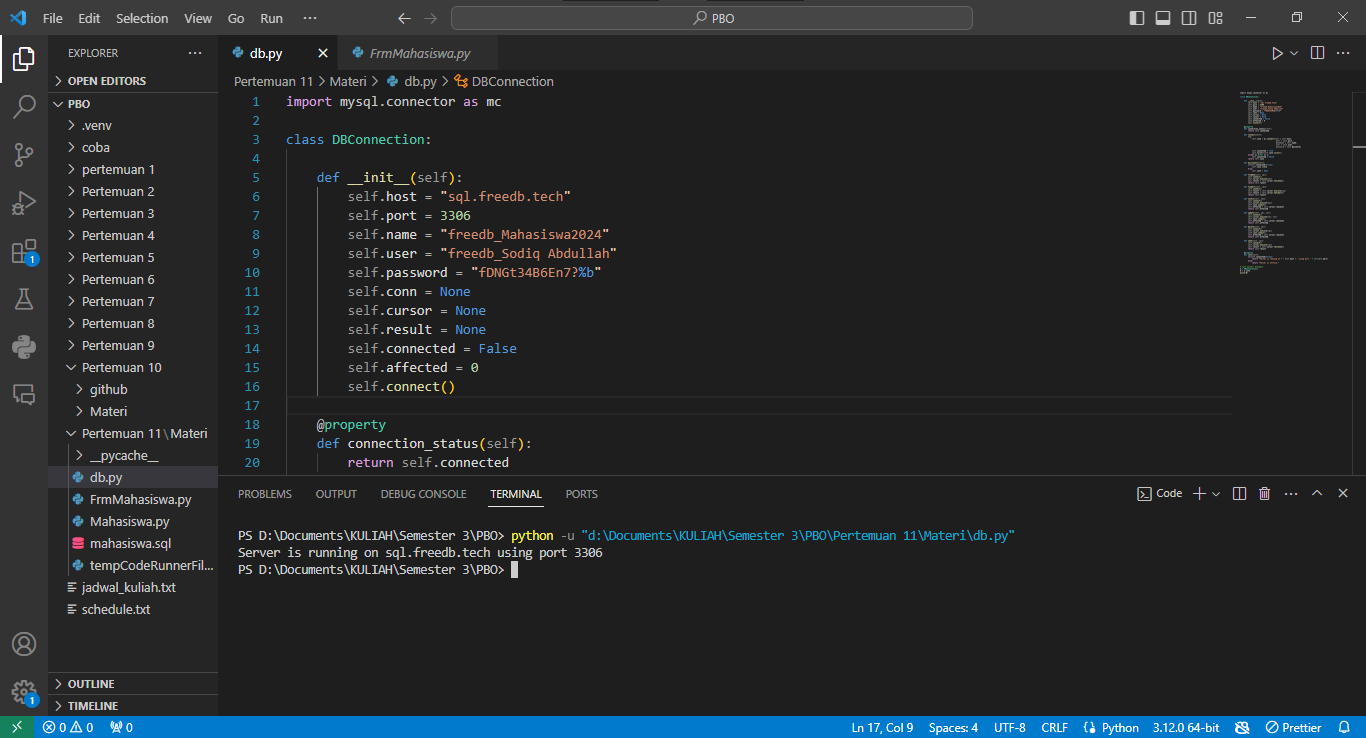 File Edit Selection View Go Run ··· PBO
EXPLORER ···
OPEN EDITORS
PBO
.venv
coba
pertemuan 1
Pertemuan 2
Pertemuan 3
Pertemuan 4
Pertemuan 5
Pertemuan 6
Pertemuan 7
Pertemuan 8
Pertemuan 9
Pertemuan 10
github
Materi
Pertemuan 11\Materi
__pycache__
db.py
FrmMahasiswa.py
Mahasiswa.py
mahasiswa.sql
tempCodeRunnerFil...
jadwal_kuliah.txt
schedule.txt
OUTLINE
TIMELINE
1
1
db.py FrmMahasiswa.py
Pertemuan 11 > Materi > db.py > DBConnection
1 import mysql.connector as mc
2
3 class DBConnection:
4
5 def __init__(self):
6 self.host = "sql.freedb.tech"
7 self.port = 3306
8 self.name = "freedb_Mahasiswa2024"
9 self.user = "freedb_Sodiq Abdullah"
10 self.password = "fDNGt34B6En7?%b"
11 self.conn = None
12 self.cursor = None
13 self.result = None
14 self.connected = False
15 self.affected = 0
16 self.connect()
17
18 @property
19 def connection_status(self):
20 return self.connected
PROBLEMS OUTPUT DEBUG CONSOLE TERMINAL PORTS Code
PS D:\Documents\KULIAH\Semester 3\PBO> python -u "d:\Documents\KULIAH\Semester 3\PBO\Pertemuan 11\Materi\db.py"
Server is running on sql.freedb.tech using port 3306
PS D:\Documents\KULIAH\Semester 3\PBO>
0 0 0 Ln 17, Col 9 Spaces: 4 UTF-8 CRLF Python 3.12.0 64-bit Prettier